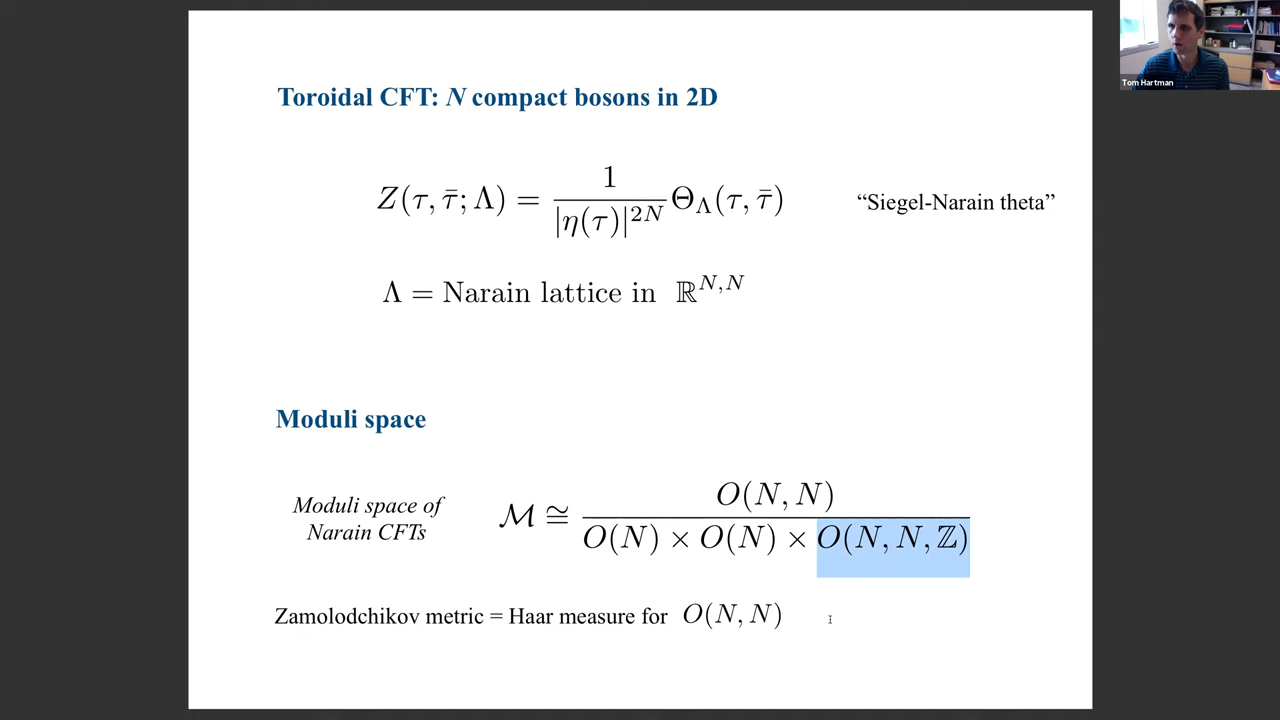 Toroidal CFT: N compact bosons in 2D
Z(τ, τ̄; Λ) = 1 / |η(τ)|^{2N} Θ_Λ(τ, τ̄)
“Siegel-Narain theta”
Λ = Narain lattice in ℝ^{N,N}
Moduli space
Moduli space of
Narain CFTs
ℳ ≅ O(N, N) / O(N) × O(N) × O(N, N, ℤ)
Zamolodchikov metric = Haar measure for O(N, N)
Tom Hartman